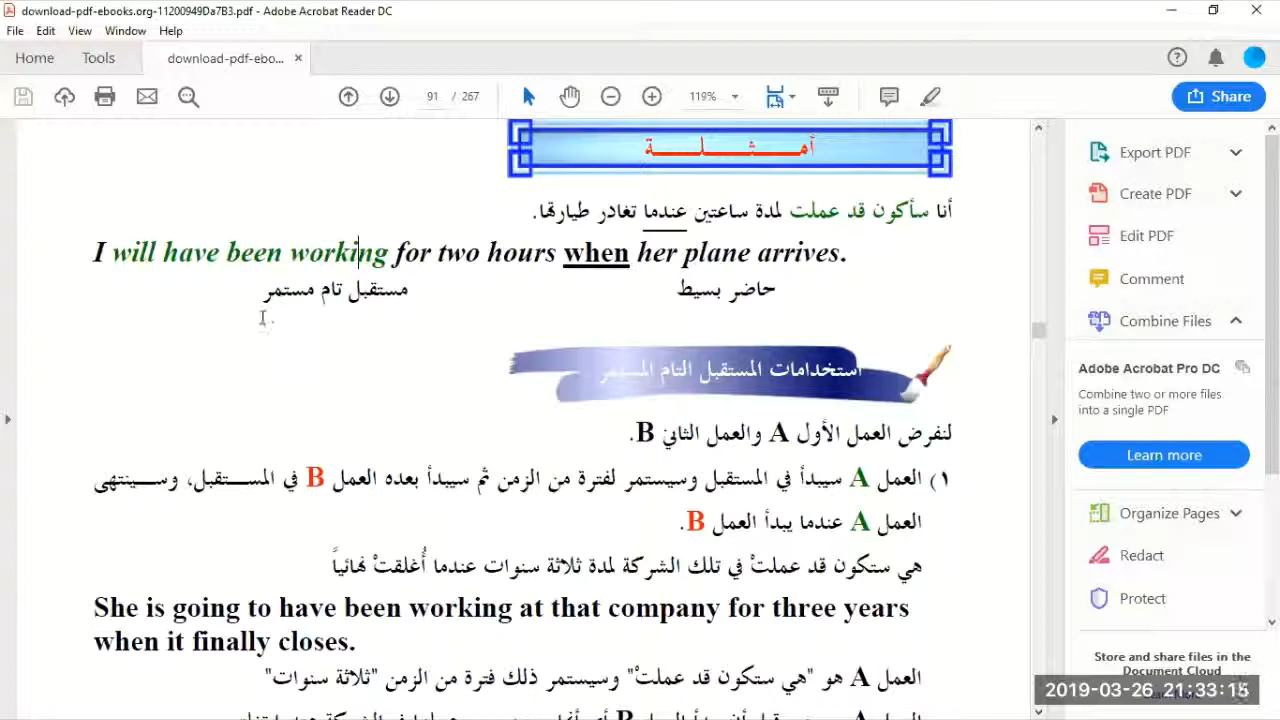 download-pdf-ebooks.org-11200949Da7B3.pdf - Adobe Acrobat Reader DC
File Edit View Window Help
Home Tools download-pdf-ebo... ×
91 / 267 119% Share
أمـــــثـــــلـــــة
أنا سأكون قد عملت لمدة ساعتين عندما تغادر طيارتها.
I will have been working for two hours when her plane arrives.
مستقبل تام مستمر حاضر بسيط
استخدامات المستقبل التام المستمر
لنفرض العمل الأول A والعمل الثاني B.
١) العمل A سيبدأ في المستقبل وسيستمر لفترة من الزمن ثم سيبدأ بعده العمل B في المســتقبل، وســينتهى
العمل A عندما يبدأ العمل B.
هي ستكون قد عملتْ في تلك الشركة لمدة ثلاثة سنوات عندما أُغلقتْ نهائياً
She is going to have been working at that company for three years
when it finally closes.
العمل A هو "هي ستكون قد عملتْ" وسيستمر ذلك فترة من الزمن "ثلاثة سنوات"
Export PDF
Create PDF
Edit PDF
Comment
Combine Files
Adobe Acrobat Pro DC
Combine two or more files
into a single PDF
Learn more
Organize Pages
Redact
Protect
Store and share files in the
Document Cloud
2019-03-26 21:33:15